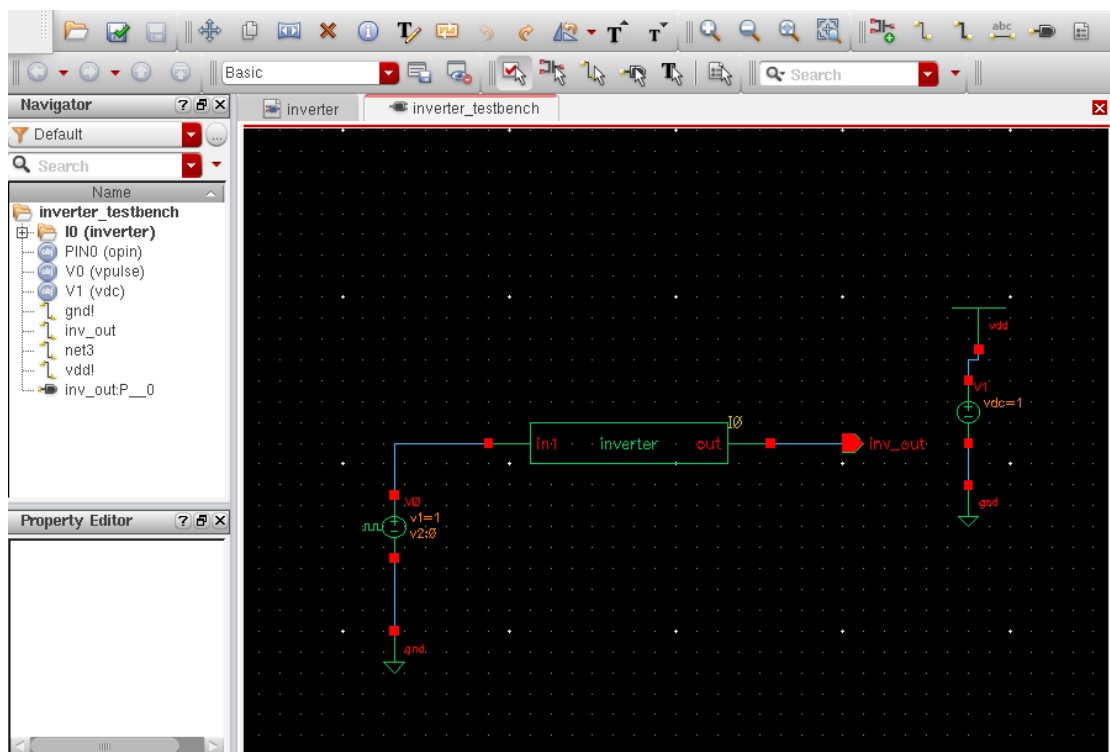 abc
Basic
Search
Navigator
Default
Search
Name
inverter_testbench
I0 (inverter)
PIN0 (opin)
V0 (vpulse)
V1 (vdc)
gnd!
inv_out
net3
vdd!
inv_out:P__0
Property Editor
inverter
inverter_testbench
vdd
V1
vdc=1
gnd
I0
in1 inverter out
inv_out
V0
v1=1
v2:0
gnd